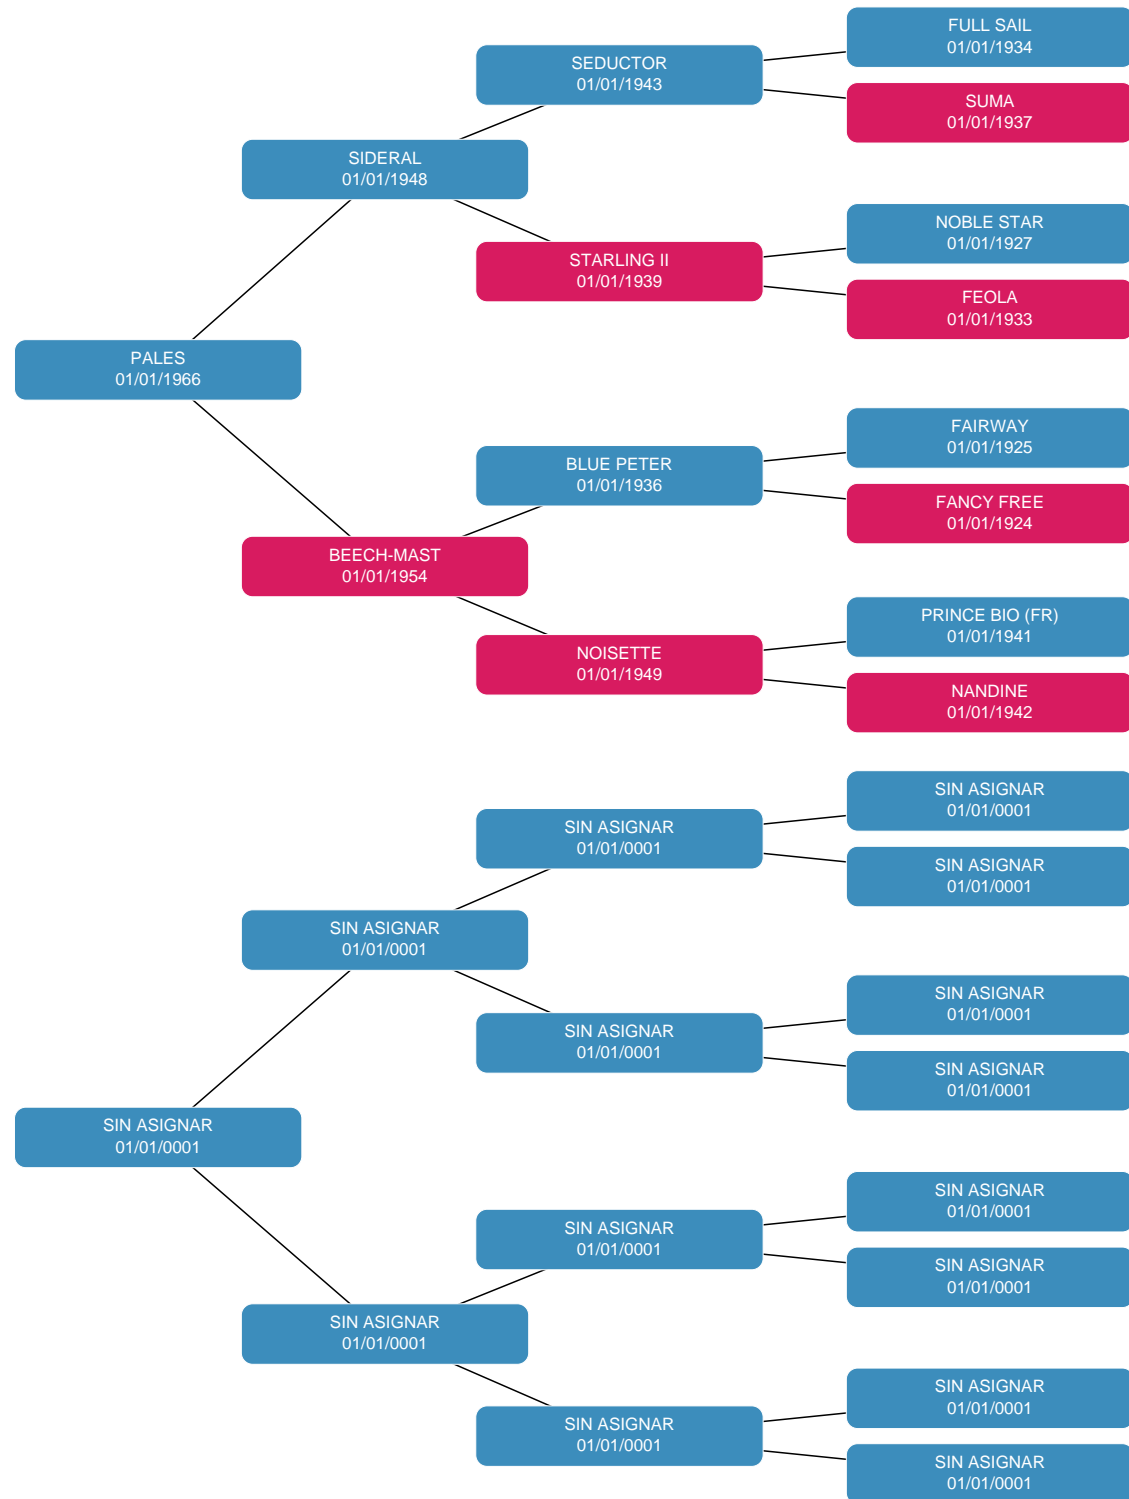 FULL SAIL
01/01/1934
SEDUCTOR
01/01/1943
SUMA
01/01/1937
SIDERAL
01/01/1948
NOBLE STAR
01/01/1927
STARLING II
01/01/1939
FEOLA
01/01/1933
PALES
01/01/1966
FAIRWAY
01/01/1925
BLUE PETER
01/01/1936
FANCY FREE
01/01/1924
BEECH-MAST
01/01/1954
PRINCE BIO (FR)
01/01/1941
NOISETTE
01/01/1949
NANDINE
01/01/1942
SIN ASIGNAR
01/01/0001
SIN ASIGNAR
01/01/0001
SIN ASIGNAR
01/01/0001
SIN ASIGNAR
01/01/0001
SIN ASIGNAR
01/01/0001
SIN ASIGNAR
01/01/0001
SIN ASIGNAR
01/01/0001
SIN ASIGNAR
01/01/0001
SIN ASIGNAR
01/01/0001
SIN ASIGNAR
01/01/0001
SIN ASIGNAR
01/01/0001
SIN ASIGNAR
01/01/0001
SIN ASIGNAR
01/01/0001
SIN ASIGNAR
01/01/0001
SIN ASIGNAR
01/01/0001